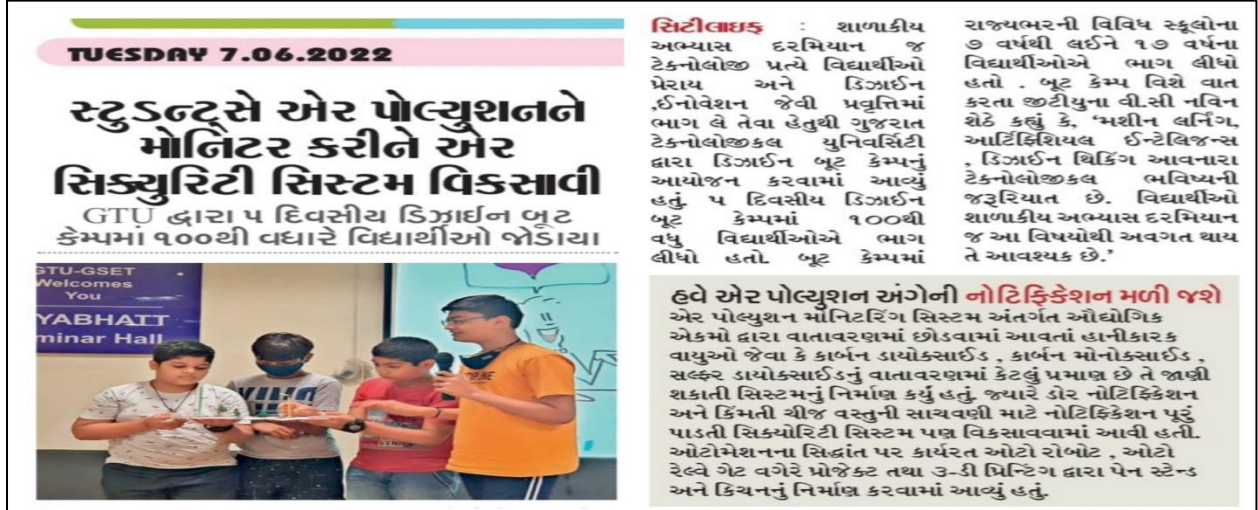 TUESDAY 7.06.2022
સ્ટુડન્ટ્સે એર પોલ્યુશનને
મોનિટર કરીને એર
સિક્યુરિટી સિસ્ટમ વિકસાવી
GTU દ્વારા ૫ દિવસીય ડિઝાઈન બૂટ
કેમ્પમાં ૧૦૦થી વધારે વિદ્યાર્થીઓ જોડાયા
GTU-GSET
Welcomes
You
YABHATT
minar Hall
સિટીલાઇફ : શાળાકીય
અભ્યાસ દરમિયાન જ
ટેકનોલોજી પ્રત્યે વિદ્યાર્થીઓ
પ્રેરાય અને ડિઝાઈન
,ઈનોવેશન જેવી પ્રવૃત્તિમાં
ભાગ લે તેવા હેતુથી ગુજરાત
ટેકનોલોજીકલ યુનિવર્સિટી
દ્વારા ડિઝાઈન બૂટ કેમ્પનું
આયોજન કરવામાં આવ્યું
હતું. ૫ દિવસીય ડિઝાઈન
બૂટ કેમ્પમાં ૧૦૦થી
વધુ વિદ્યાર્થીઓએ ભાગ
લીધો હતો. બૂટ કેમ્પમાં
રાજ્યભરની વિવિધ સ્કૂલોના
૭ વર્ષથી લઈને ૧૭ વર્ષના
વિદ્યાર્થીઓએ ભાગ લીધો
હતો . બૂટ કેમ્પ વિશે વાત
કરતા જીટીયુના વી.સી નવિન
શેઠે કહ્યું કે, ‘મશીન લર્નિંગ,
આર્ટિફિશિયલ ઈન્ટેલિજન્સ
, ડિઝાઈન થિકિંગ આવનારા
ટેકનોલોજીકલ ભવિષ્યની
જરૂરિયાત છે. વિદ્યાર્થીઓ
શાળાકીય અભ્યાસ દરમિયાન
જ આ વિષયોથી અવગત થાય
તે આવશ્યક છે.’
હવે એર પોલ્યુશન અંગેની નોટિફિકેશન મળી જશે
એર પોલ્યુશન મોનિટરિંગ સિસ્ટમ અંતર્ગત ઔદ્યોગિક
એકમો દ્વારા વાતાવરણમાં છોડવામાં આવતાં હાનીકારક
વાયુઓ જેવા કે કાર્બન ડાયોક્સાઈડ , કાર્બન મોનોક્સાઈડ ,
સલ્ફર ડાયોક્સાઈડનું વાતાવરણમાં કેટલું પ્રમાણ છે તે જાણી
શકાતી સિસ્ટમનું નિર્માણ કર્યું હતું. જ્યારે ડોર નોટિફિકેશન
અને કિંમતી ચીજ વસ્તુની સાચવણી માટે નોટિફિકેશન પૂરું
પાડતી સિક્યોરિટી સિસ્ટમ પણ વિકસાવવામાં આવી હતી.
ઓટોમેશનના સિદ્ધાંત પર કાર્યરત ઓટો રોબોટ , ઓટો
રેલ્વે ગેટ વગેરે પ્રોજેક્ટ તથા ૩-ડી પ્રિન્ટિંગ દ્વારા પેન સ્ટેન્ડ
અને કિચનનું નિર્માણ કરવામાં આવ્યું હતું.